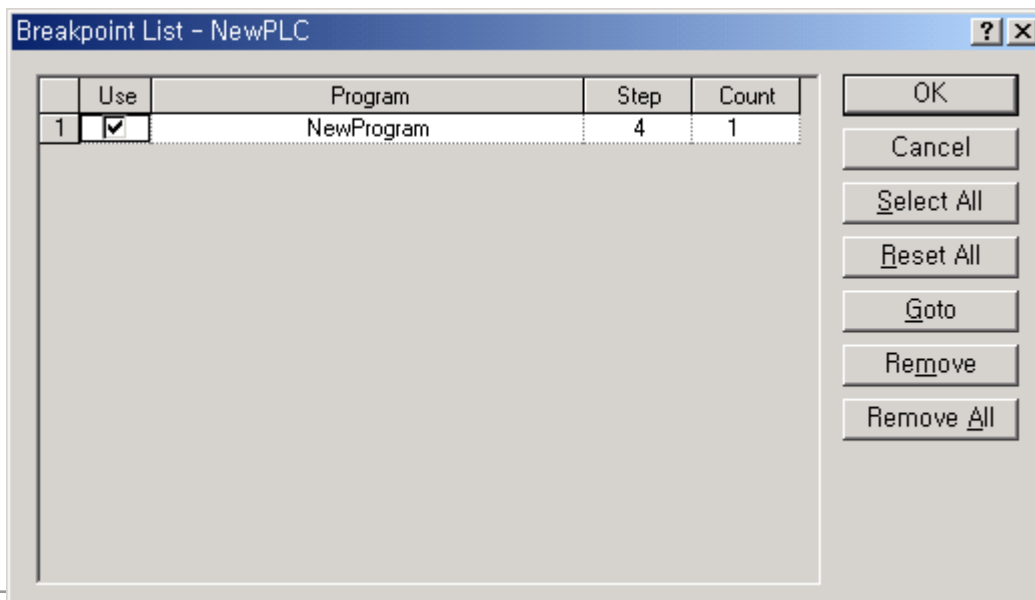 Breakpoint List - NewPLC
Use Program Step Count
1 NewProgram 4 1
OK
Cancel
Select All
Reset All
Goto
Remove
Remove All